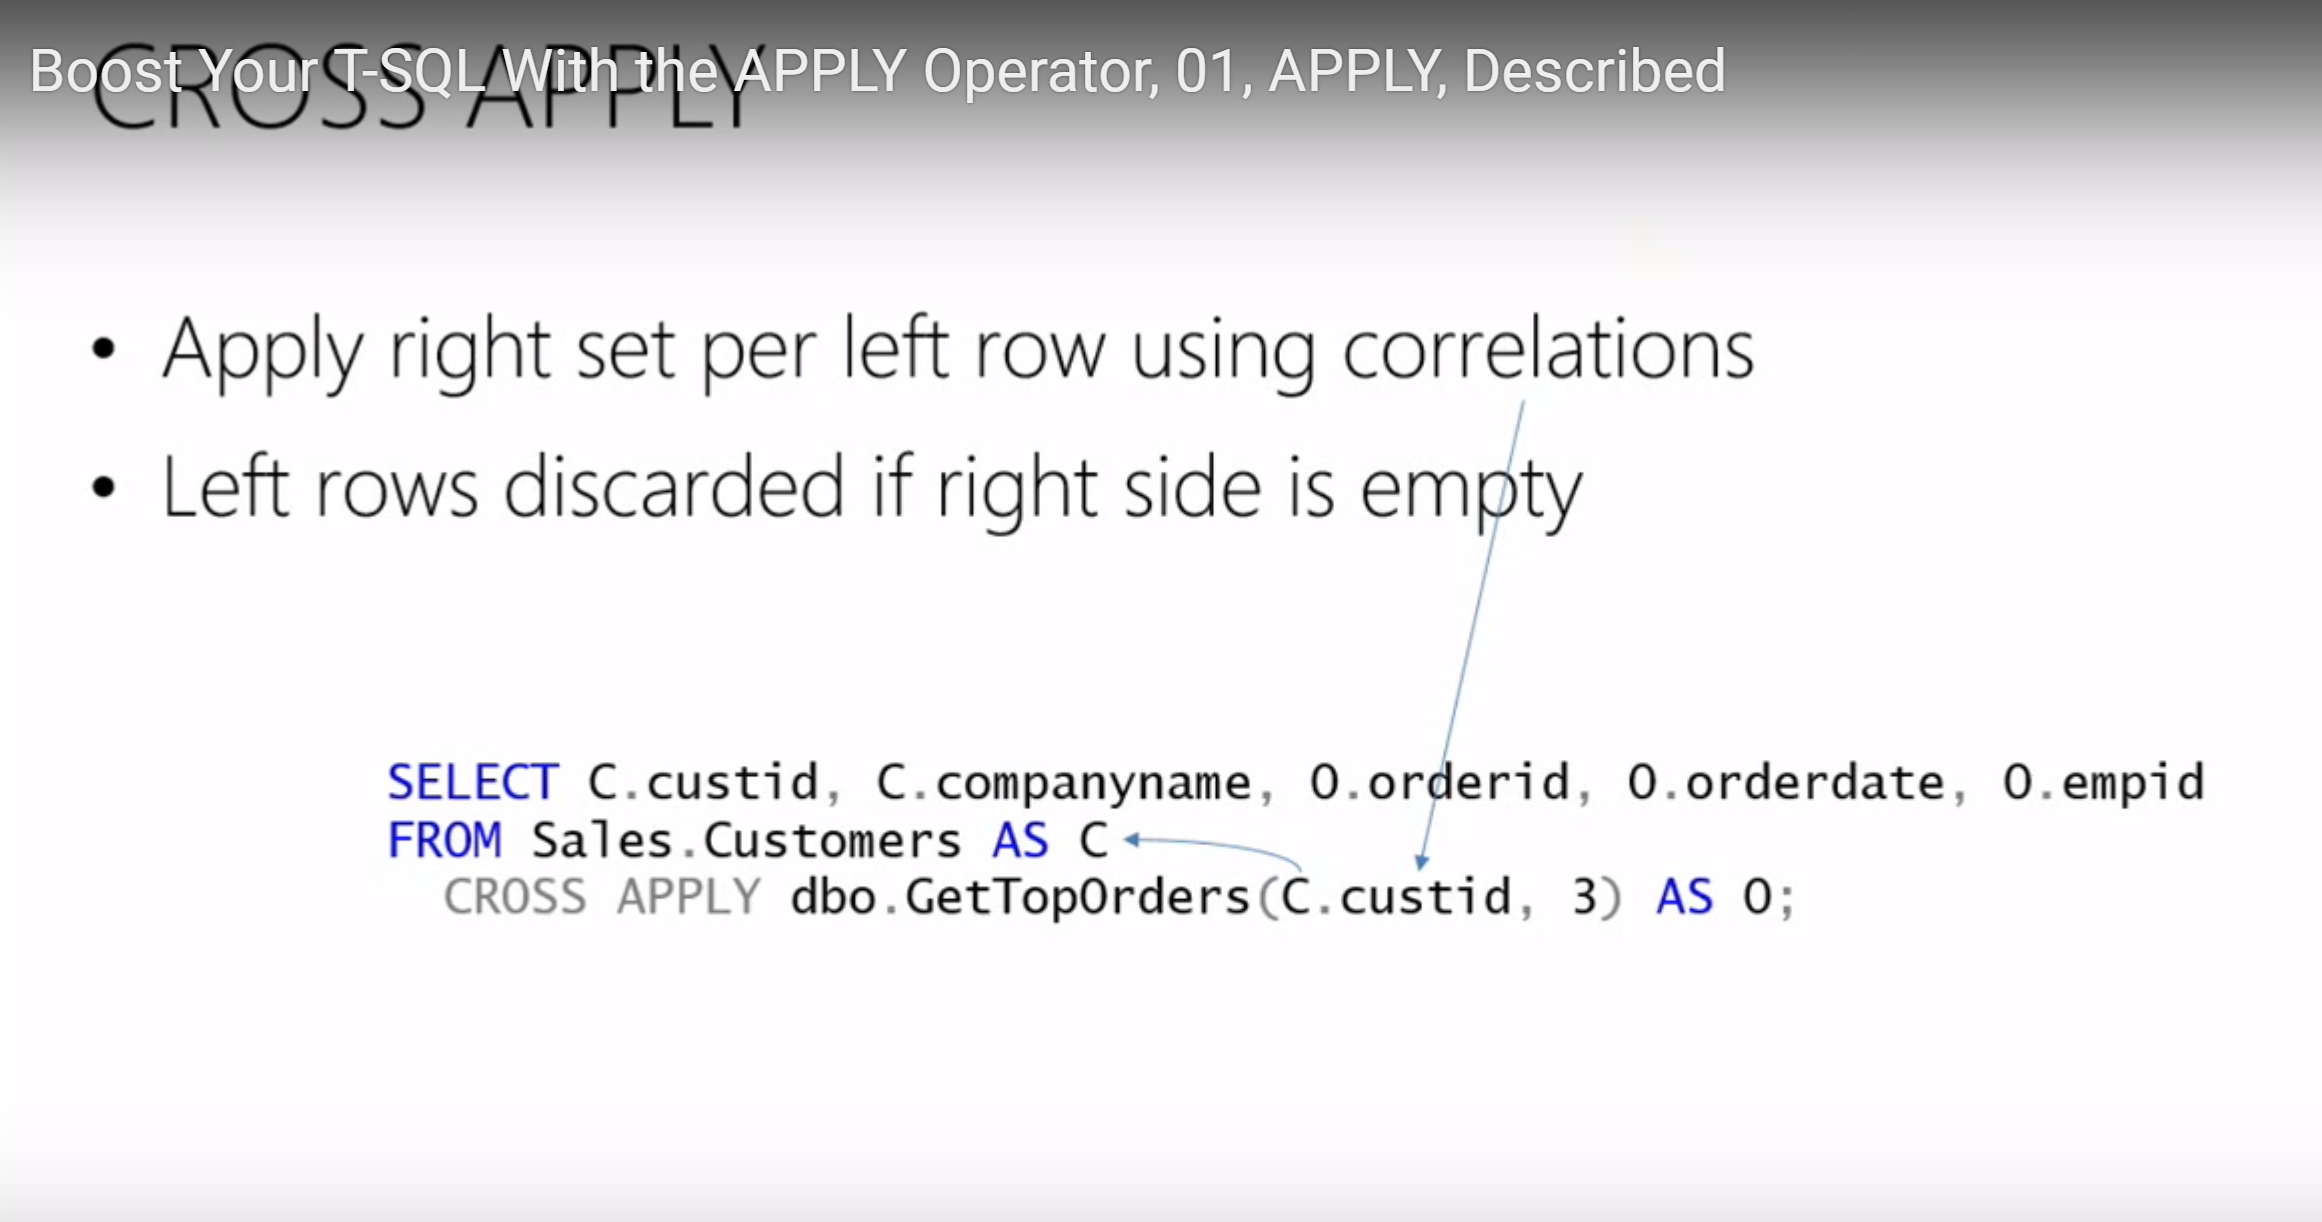 Boost Your T-SQL With the APPLY Operator, 01, APPLY, Described
CROSS APPLY
• Apply right set per left row using correlations
• Left rows discarded if right side is empty
SELECT C.custid, C.companyname, O.orderid, O.orderdate, O.empid
FROM Sales.Customers AS C
CROSS APPLY dbo.GetTopOrders(C.custid, 3) AS O;